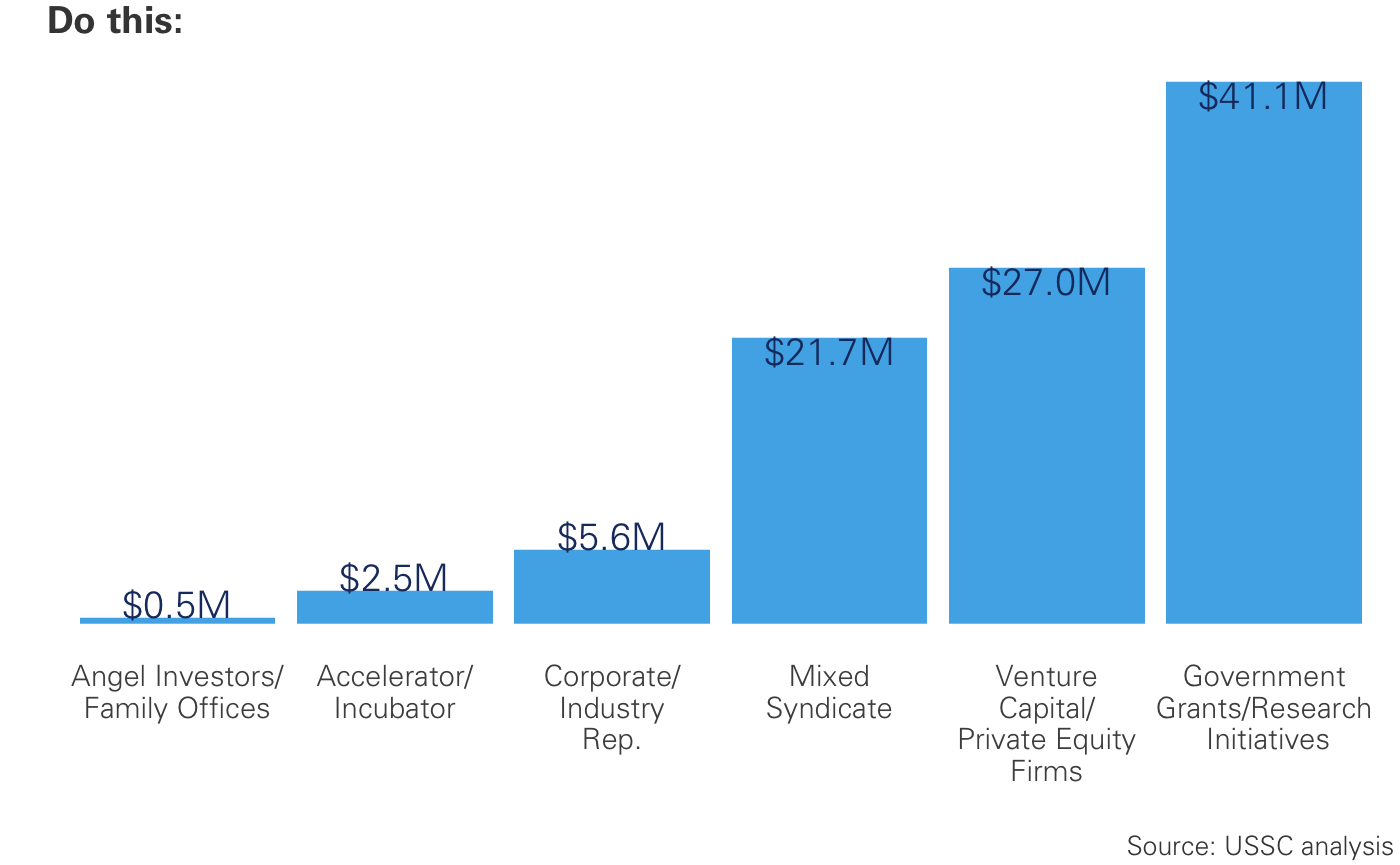 Do this:
$41.1M
$27.0M
$21.7M
$5.6M
$2.5M
$0.5M
Angel Investors/
Family Offices
Accelerator/
Incubator
Corporate/
Industry
Rep.
Mixed
Syndicate
Venture
Capital/
Private Equity
Firms
Government
Grants/Research
Initiatives
Source: USSC analysis